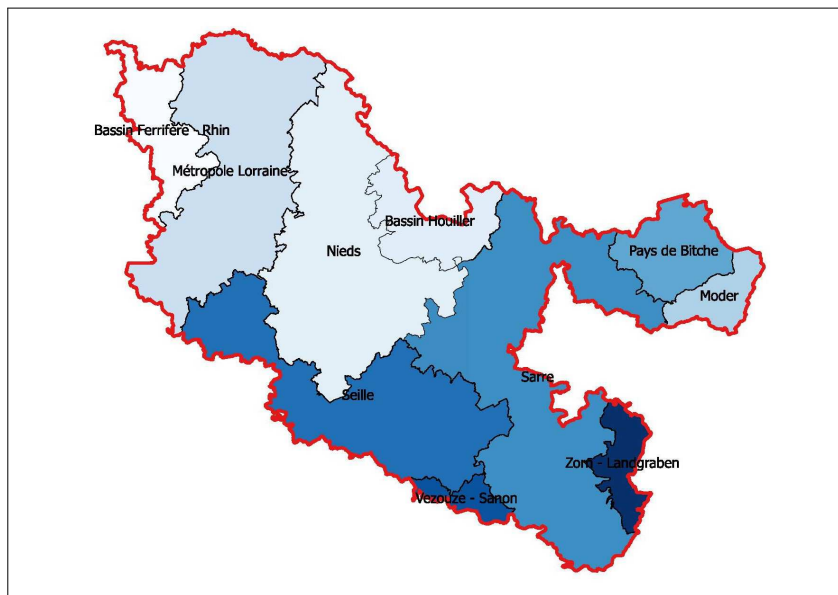 Bassin Ferrifère - Rhin
Métropole Lorraine
Bassin Houiller
Nieds
Pays de Bitche
Moder
Sarre
Seille
Zorn - Landgraben
Vezouze - Sanon